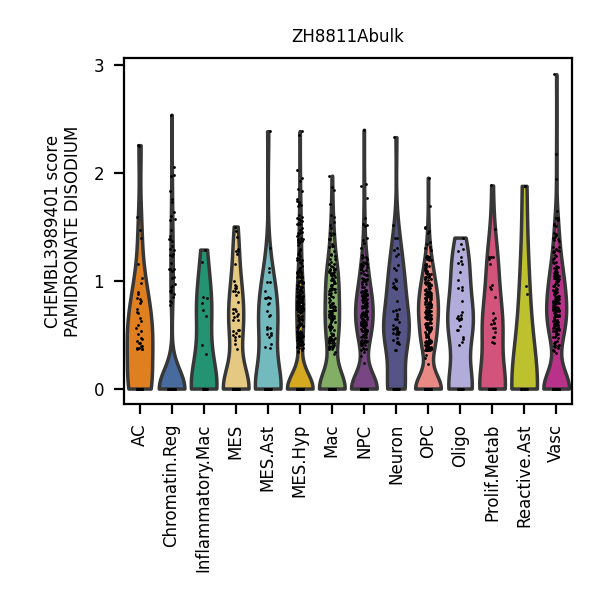 ZH8811Abulk
CHEMBL3989401 score
PAMIDRONATE DISODIUM
3
2
1
0
AC
Chromatin.Reg
Inflammatory.Mac
MES
MES.Ast
MES.Hyp
Mac
NPC
Neuron
OPC
Oligo
Prolif.Metab
Reactive.Ast
Vasc